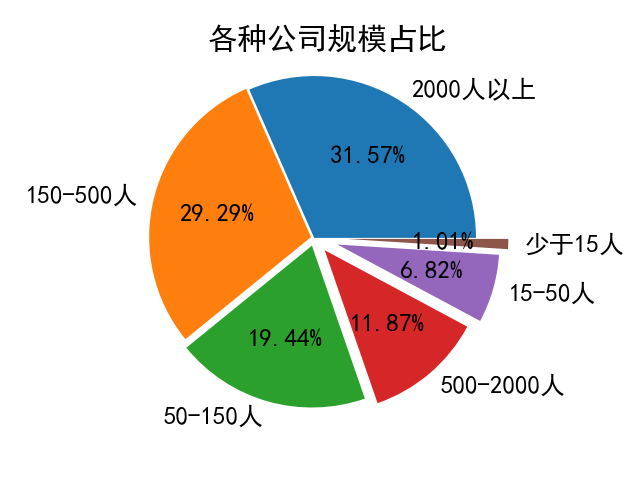 各种公司规模占比
2000人以上
31.57%
150-500人
29.29%
1.01%
少于15人
6.82%
15-50人
11.87%
19.44%
500-2000人
50-150人